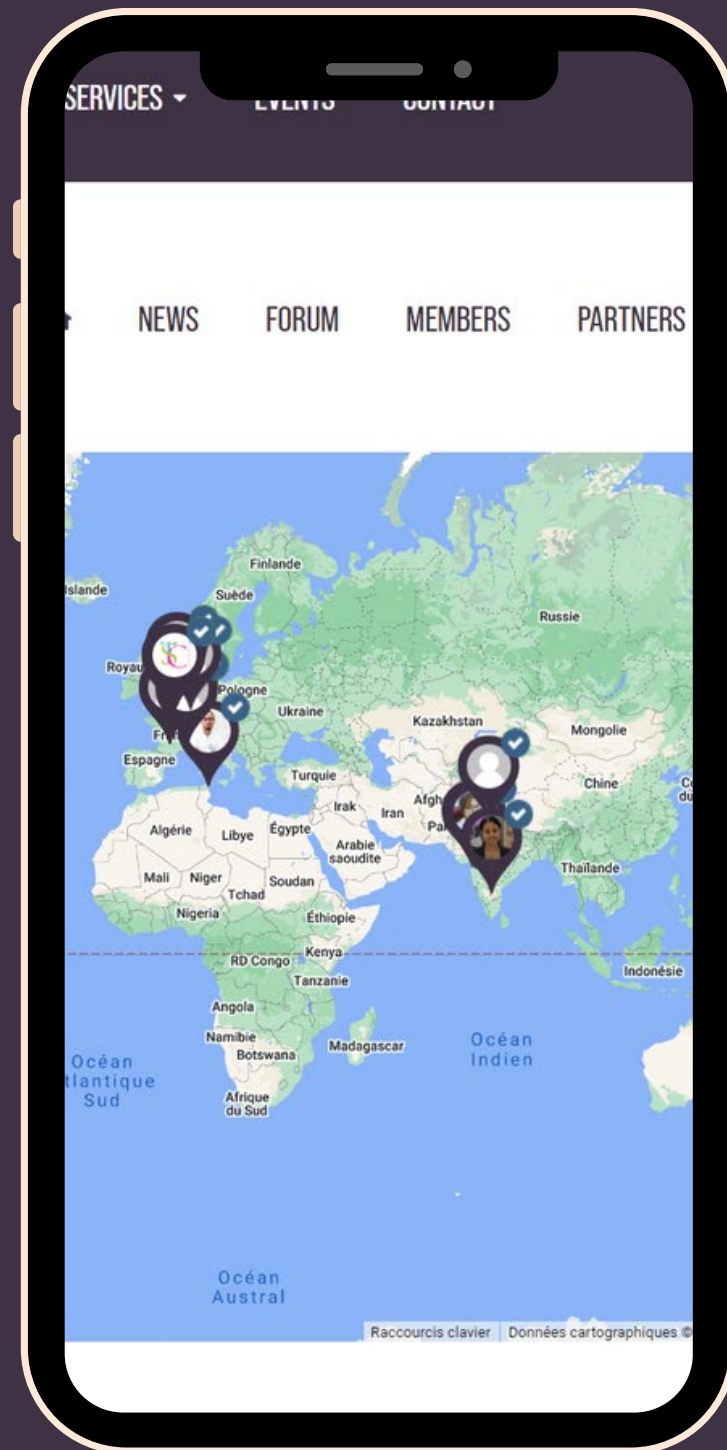 SERVICES
EVENTS
CONTACT
NEWS
FORUM
MEMBERS
PARTNERS
Finlande
Islande
Suède
Russie
Pologne
Ukraine
Kazakhstan
Mongolie
Espagne
Turquie
Chine
Irak
Iran
Algérie
Libye
Égypte
Arabie
saoudite
Thaïlande
Mali
Niger
Soudan
Tchad
Nigeria
Éthiopie
RD Congo
Kenya
Tanzanie
Indonésie
Angola
Namibie
Botswana
Madagascar
Océan
Indien
Océan
tlantique
Sud
Afrique
du Sud
Océan
Austral
Raccourcis clavier
Données cartographiques ©